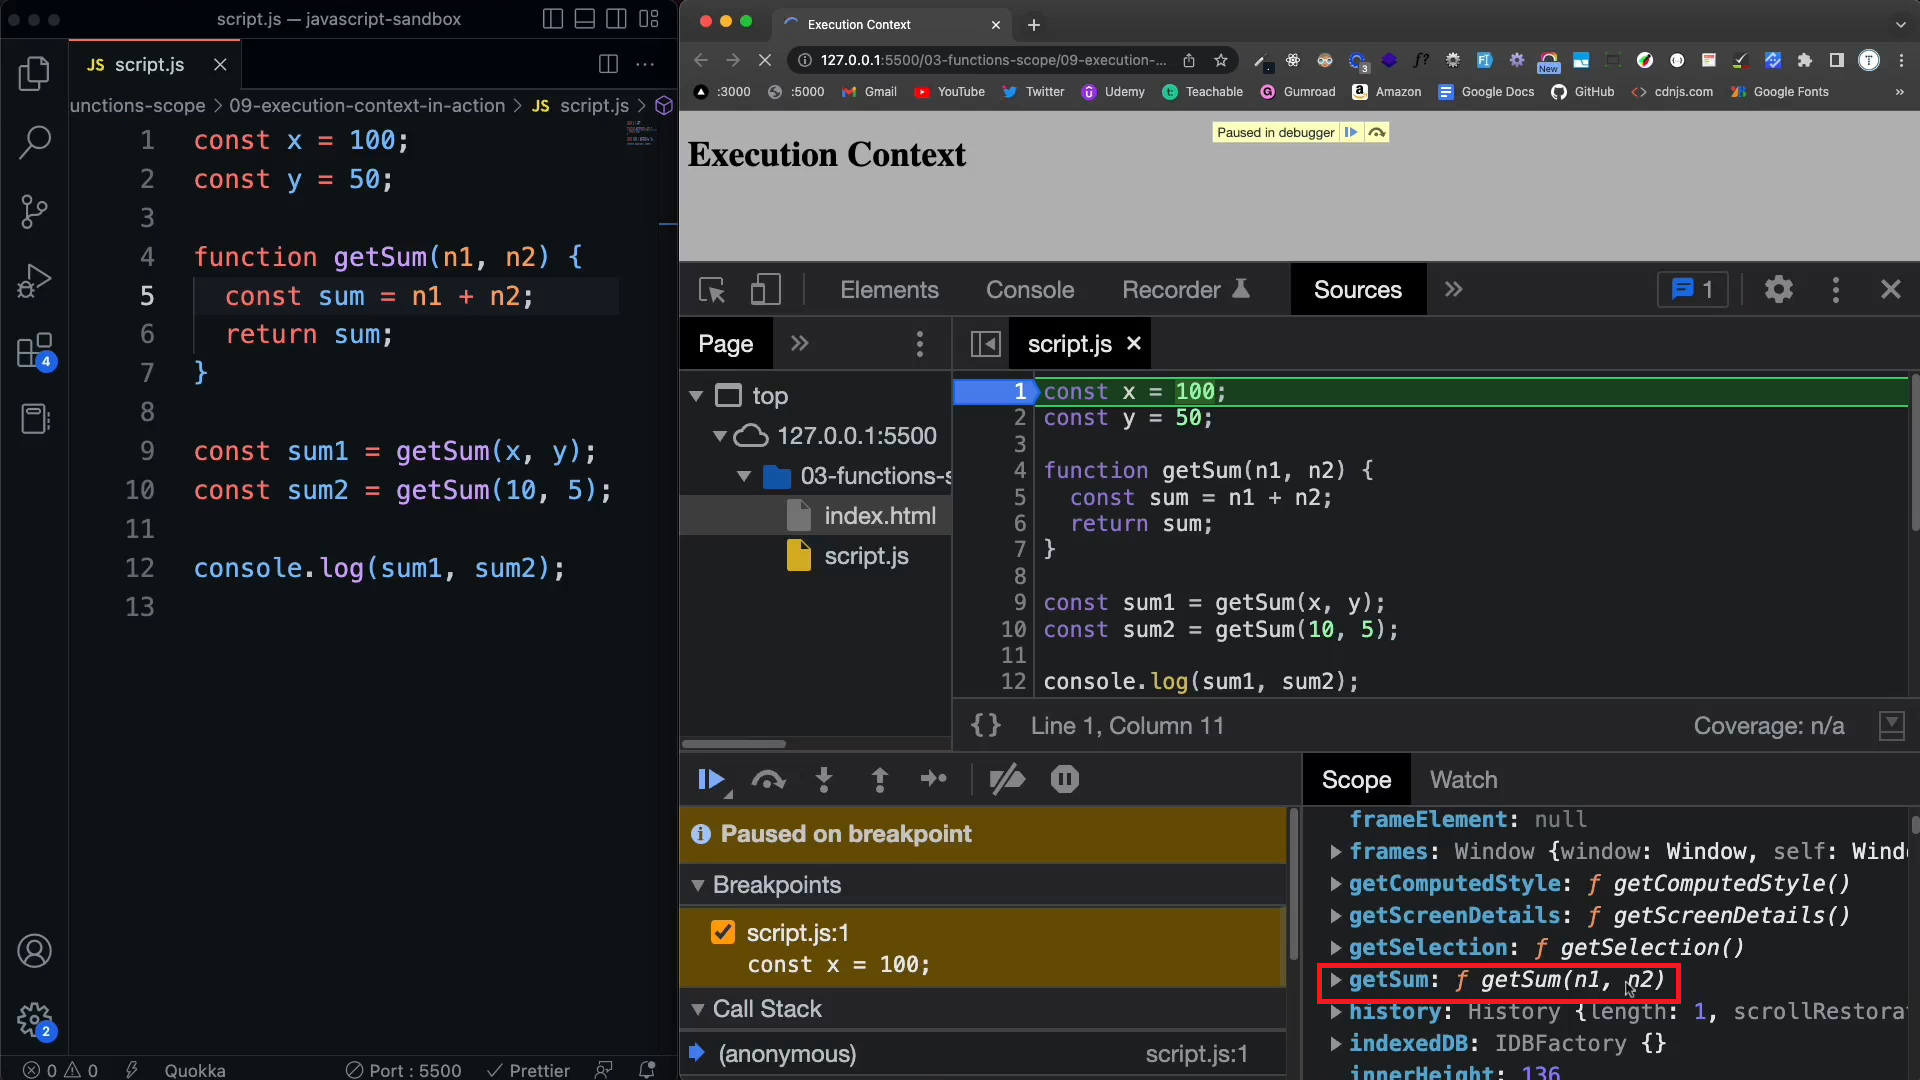 script.js — javascript-sandbox
JS script.js
unctions-scope > 09-execution-context-in-action > JS script.js >
1 const x = 100;
2 const y = 50;
3
4 function getSum(n1, n2) {
5 const sum = n1 + n2;
6 return sum;
7 }
8
9 const sum1 = getSum(x, y);
10 const sum2 = getSum(10, 5);
11
12 console.log(sum1, sum2);
13
4
2
0 0 Quokka Port : 5500 Prettier
Execution Context
127.0.0.1:5500/03-functions-scope/09-execution-...
f?
3
New
T
:3000 :5000 Gmail YouTube Twitter Udemy Teachable Gumroad Amazon Google Docs GitHub cdnjs.com Google Fonts »
Paused in debugger
Execution Context
Elements Console Recorder Sources » 1
Page » script.js
top
127.0.0.1:5500
03-functions-s
index.html
script.js
1 const x = 100;
2 const y = 50;
3
4 function getSum(n1, n2) {
5 const sum = n1 + n2;
6 return sum;
7 }
8
9 const sum1 = getSum(x, y);
10 const sum2 = getSum(10, 5);
11
12 console.log(sum1, sum2);
{} Line 1, Column 11 Coverage: n/a
Paused on breakpoint
Breakpoints
script.js:1
const x = 100;
Call Stack
(anonymous) script.js:1
Scope Watch
frameElement: null
frames: Window {window: Window, self: Wind
getComputedStyle: ƒ getComputedStyle()
getScreenDetails: ƒ getScreenDetails()
getSelection: ƒ getSelection()
getSum: ƒ getSum(n1, n2)
history: History {length: 1, scrollRestora
indexedDB: IDBFactory {}
innerHeight: 136